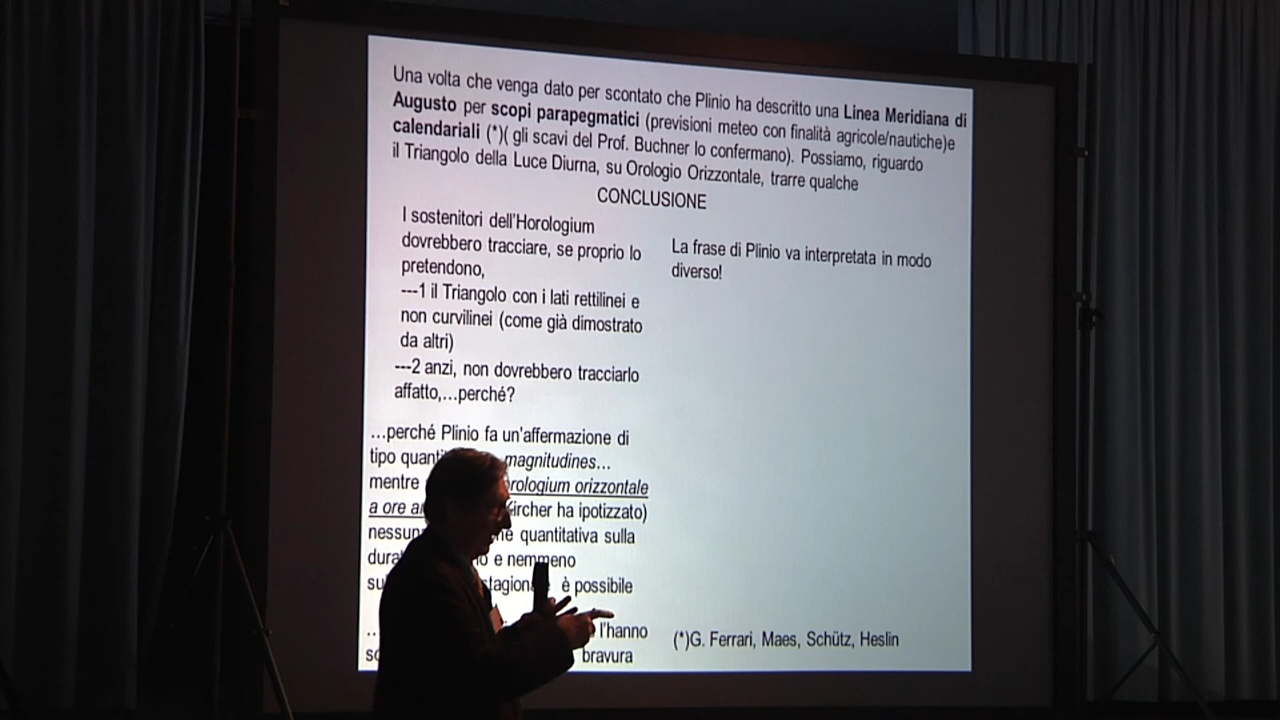 Una volta che venga dato per scontato che Plinio ha descritto una Linea Meridiana di
Augusto per scopi parapegmatici (previsioni meteo con finalità agricole/nautiche)e
calendariali (*)( gli scavi del Prof. Buchner lo confermano). Possiamo, riguardo
il Triangolo della Luce Diurna, su Orologio Orizzontale, trarre qualche
CONCLUSIONE
I sostenitori dell'Horologium
dovrebbero tracciare, se proprio lo
pretendono,
---1 il Triangolo con i lati rettilinei e
non curvilinei (come già dimostrato
da altri)
---2 anzi, non dovrebbero tracciarlo
affatto,...perché?
...perché Plinio fa un'affermazione di
tipo magnitudines...
mentre orizzontale
a ore Kircher ha ipotizzato)
quantitativa sulla
e nemmeno
è possibile
... l'hanno
bravura
La frase di Plinio va interpretata in modo
diverso!
(*)G. Ferrari, Maes, Schütz, Heslin